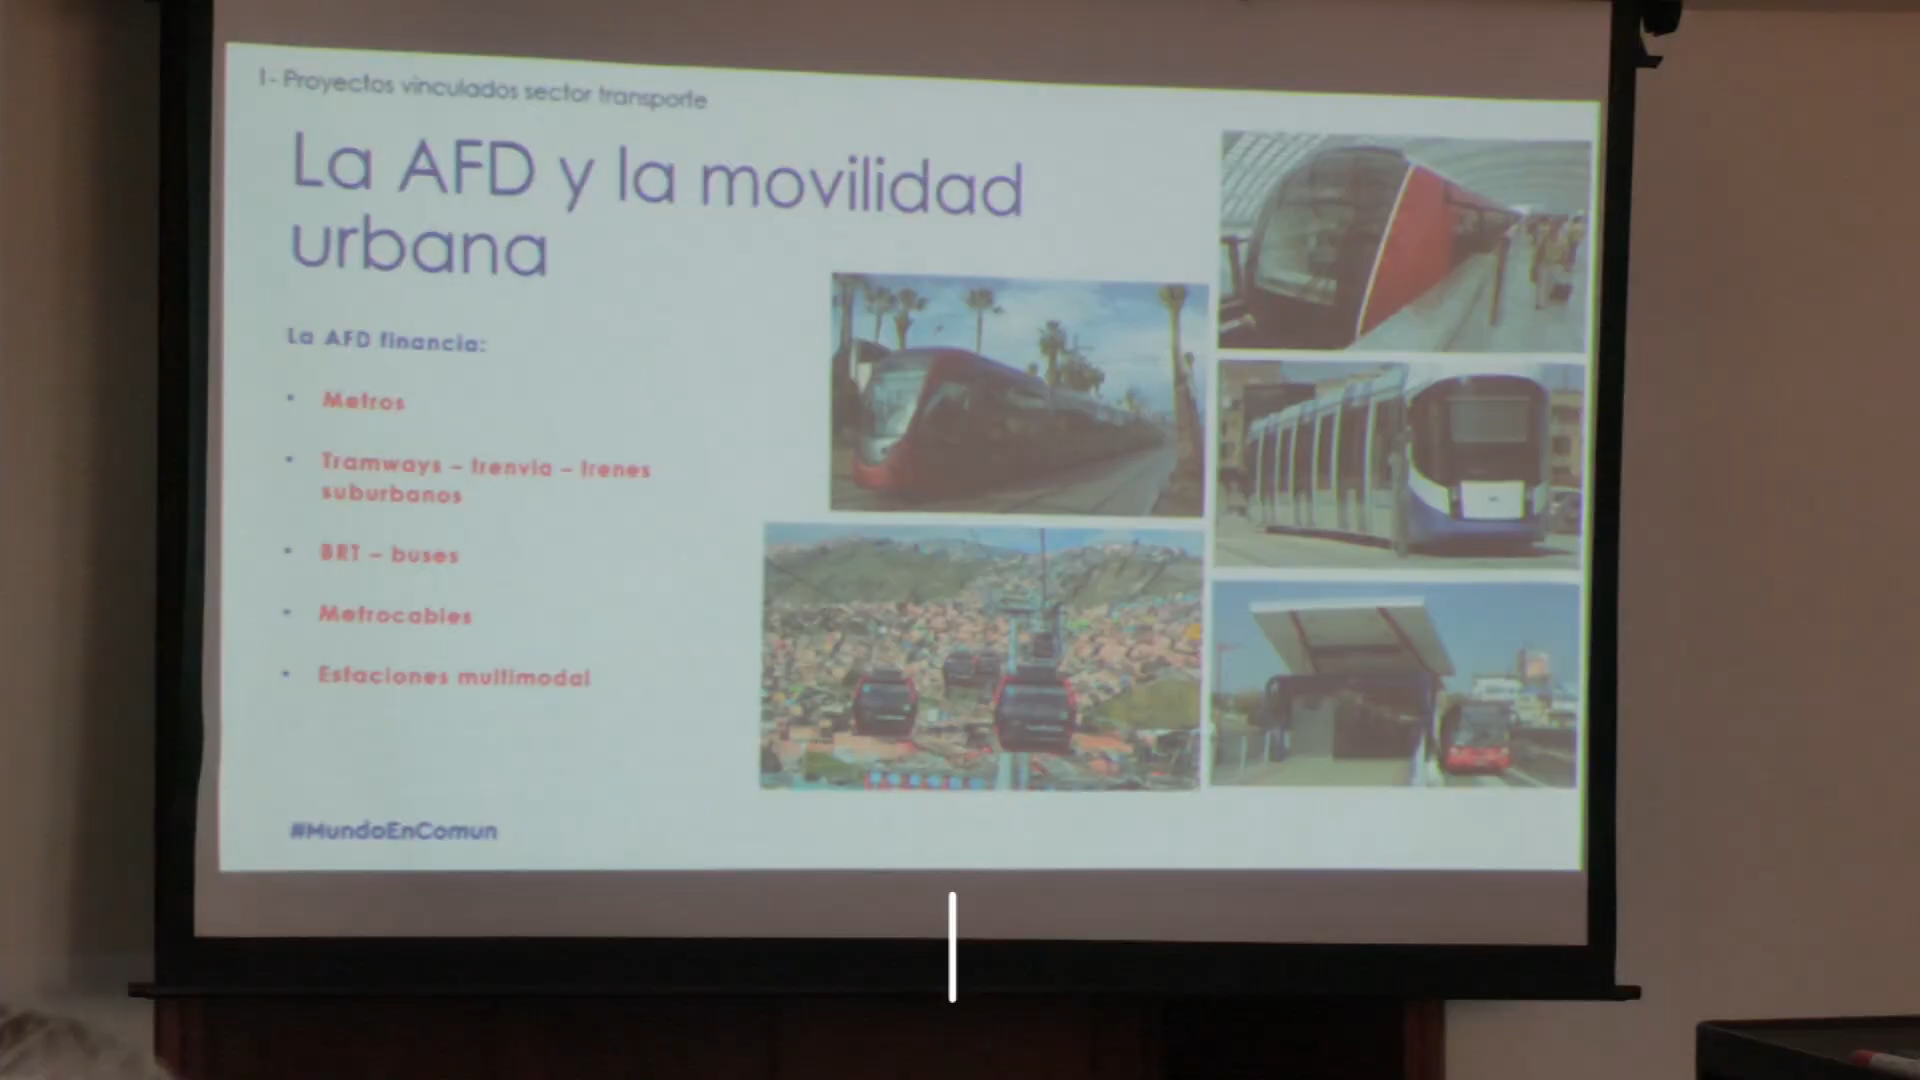 1- Proyectos vinculados sector transporte
La AFD y la movilidad
urbana
La AFD financia:
• Metros
• Tramways – trenvia – trenes
suburbanos
• BRT – buses
• Metrocables
• Estaciones multimodal
#MundoEnComun